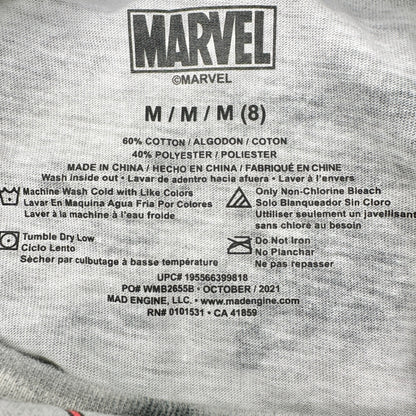 MARVEL
©MARVEL
M / M / M (8)
60% COTTON / ALGODON / COTON
40% POLYESTER / POLIESTER
MADE IN CHINA / HECHO EN CHINA / FABRIQUÉ EN CHINE
Wash inside out • Lavar de adentro hacia afuera • Laver à l'envers
Machine Wash Cold with Like Colors
Lavar En Maquina Agua Fria Por Colores
Laver à la machine à l'eau froide
Only Non-Chlorine Bleach
Solo Blanqueador Sin Cloro
Utiliser seulement un javellisant
sans chlore au besoin
Tumble Dry Low
Ciclo Lento
Sécher par culbutage à basse température
Do Not Iron
No Planchar
Ne pas repasser
UPC# 195566399818
PO# WMB2655B • OCTOBER / 2021
MAD ENGINE, LLC. • www.madengine.com
RN# 0101531 • CA 41859